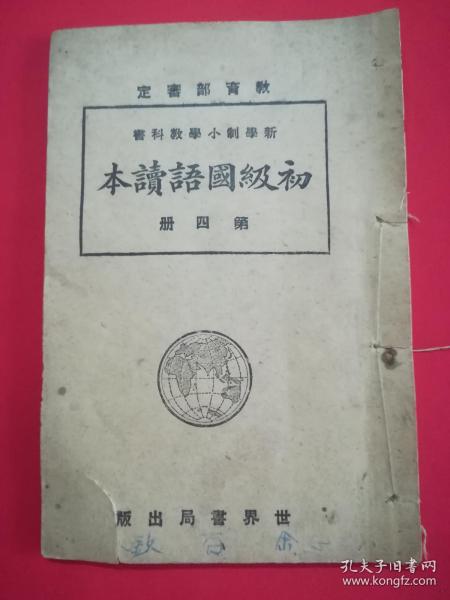 教育部審定
新學制小學教科書
初級國語讀本
第四册
世界書局出版
孔夫子旧书网
www.kongfz.com